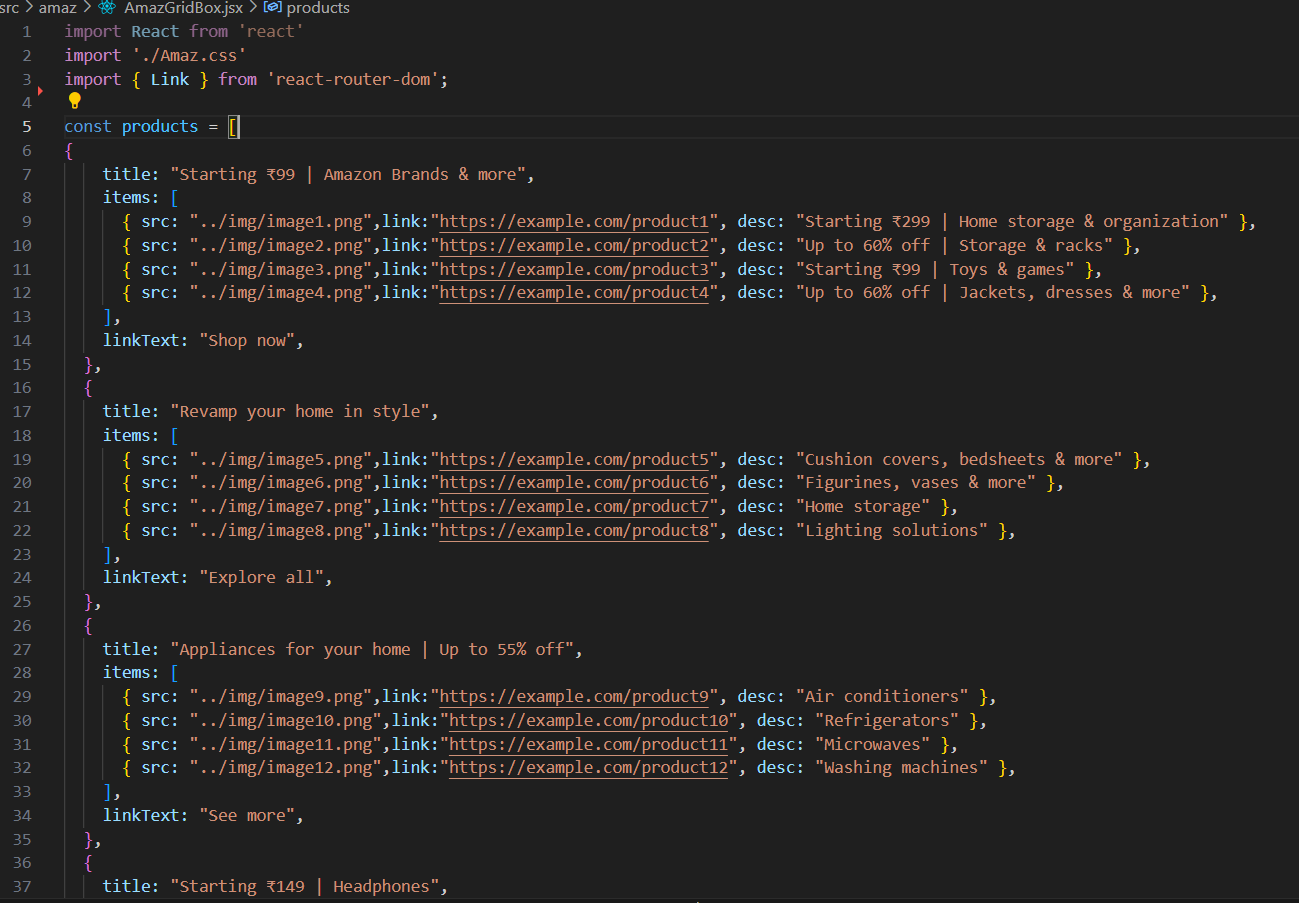 src > amaz > AmazGridBox.jsx > products
1 import React from 'react'
2 import './Amaz.css'
3 import { Link } from 'react-router-dom';
4
5 const products = [
6 {
7 title: "Starting ₹99 | Amazon Brands & more",
8 items: [
9 { src: "../img/image1.png",link:"https://example.com/product1", desc: "Starting ₹299 | Home storage & organization" },
10 { src: "../img/image2.png",link:"https://example.com/product2", desc: "Up to 60% off | Storage & racks" },
11 { src: "../img/image3.png",link:"https://example.com/product3", desc: "Starting ₹99 | Toys & games" },
12 { src: "../img/image4.png",link:"https://example.com/product4", desc: "Up to 60% off | Jackets, dresses & more" },
13 ],
14 linkText: "Shop now",
15 },
16 {
17 title: "Revamp your home in style",
18 items: [
19 { src: "../img/image5.png",link:"https://example.com/product5", desc: "Cushion covers, bedsheets & more" },
20 { src: "../img/image6.png",link:"https://example.com/product6", desc: "Figurines, vases & more" },
21 { src: "../img/image7.png",link:"https://example.com/product7", desc: "Home storage" },
22 { src: "../img/image8.png",link:"https://example.com/product8", desc: "Lighting solutions" },
23 ],
24 linkText: "Explore all",
25 },
26 {
27 title: "Appliances for your home | Up to 55% off",
28 items: [
29 { src: "../img/image9.png",link:"https://example.com/product9", desc: "Air conditioners" },
30 { src: "../img/image10.png",link:"https://example.com/product10", desc: "Refrigerators" },
31 { src: "../img/image11.png",link:"https://example.com/product11", desc: "Microwaves" },
32 { src: "../img/image12.png",link:"https://example.com/product12", desc: "Washing machines" },
33 ],
34 linkText: "See more",
35 },
36 {
37 title: "Starting ₹149 | Headphones",